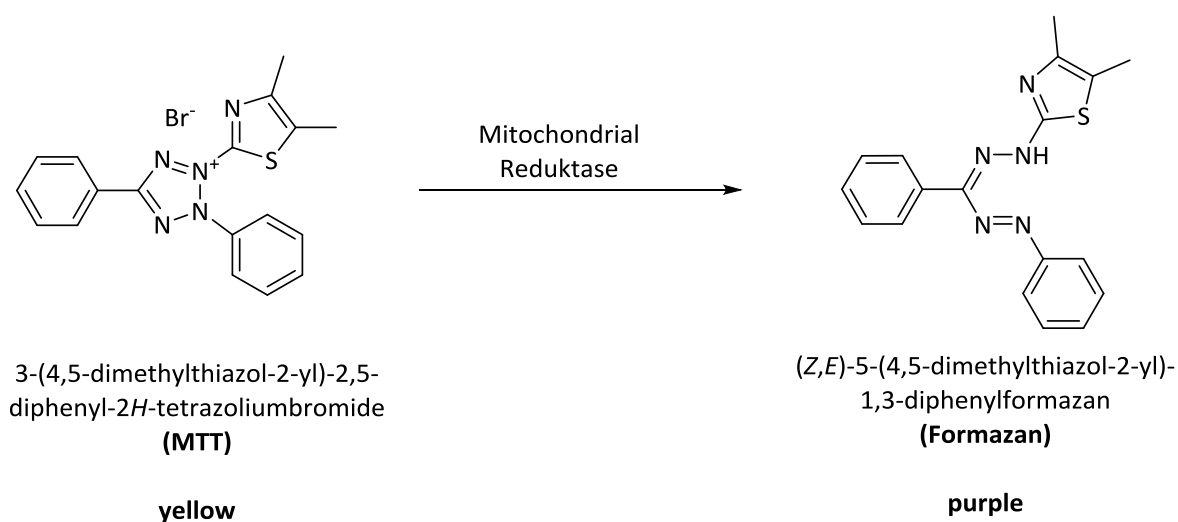 Br-
N
N
N+
N
N
S
Mitochondrial
Reduktase
N
S
N
NH
N=N
3-(4,5-dimethylthiazol-2-yl)-2,5-
diphenyl-2H-tetrazoliumbromide
(MTT)
yellow
(Z,E)-5-(4,5-dimethylthiazol-2-yl)-
1,3-diphenylformazan
(Formazan)
purple